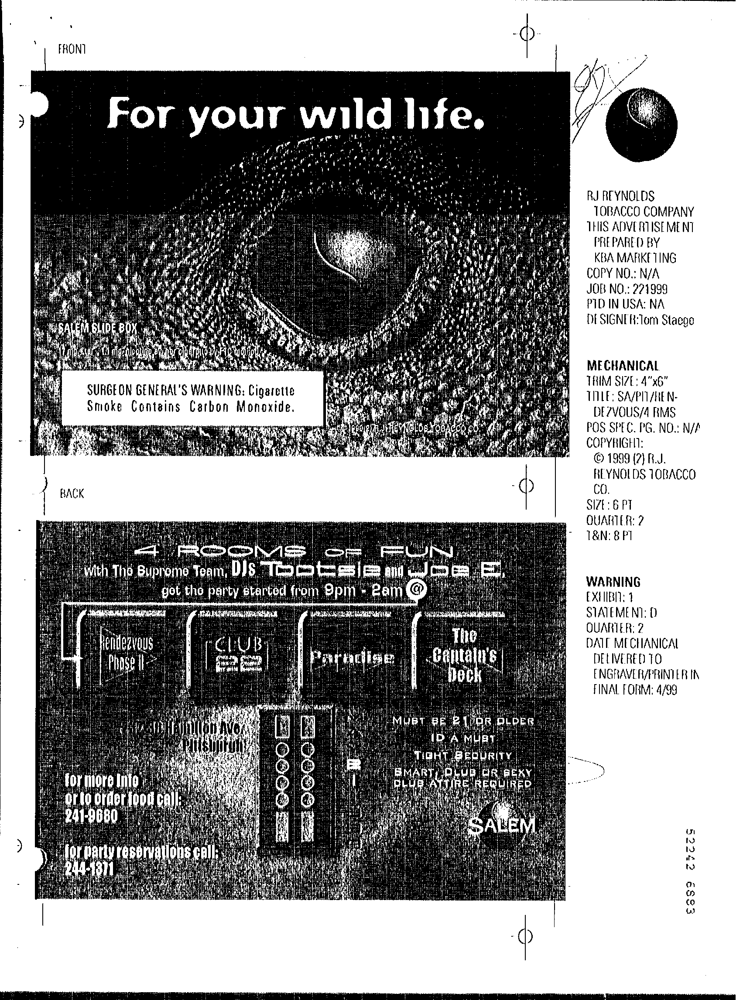 FRONT
For your wild life.
SALEM SLIDE BOX
SURGEON GENERAL'S WARNING: Cigarette
Smoke Contains Carbon Monoxide.
RJ REYNOLDS
TOBACCO COMPANY
THIS ADVERTISEMENT
PREPARED BY
KBA MARKETING
COPY NO.: N/A
JOB NO.: 221999
PTD IN USA: NA
DESIGNER:Tom Staege
MECHANICAL
TRIM SIZE: 4"x6"
TITLE: SA/PIT/REN-
DEZVOUS/4 RMS
POS SPEC. PG. NO.: N/A
COPYRIGHT:
© 1999 (2) R.J.
REYNOLDS TOBACCO
CO.
SIZE: 6 PT
QUARTER: 2
T&N: 8 PT
WARNING
EXHIBIT: 1
STATEMENT: D
QUARTER: 2
DATE MECHANICAL
DELIVERED TO
ENGRAVER/PRINTER IN
FINAL FORM: 4/99
BACK
4 ROOMS OF FUN
with The Supreme Team, DJs Tootsie and Joe E.
get the party started from 9pm - 2am @
Rendezvous
Phase II
CLUB
Paradise
The
Captain's
Deck
Hamilton Ave.
Pittsburgh
for more info
or to order food call:
241-9680
for party reservations call:
244-1371
MUST BE 21 OR OLDER
ID A MUST
TIGHT SECURITY
SMART, CLUB OR SEXY
CLUB ATTIRE REQUIRED
SALEM
52242 6883